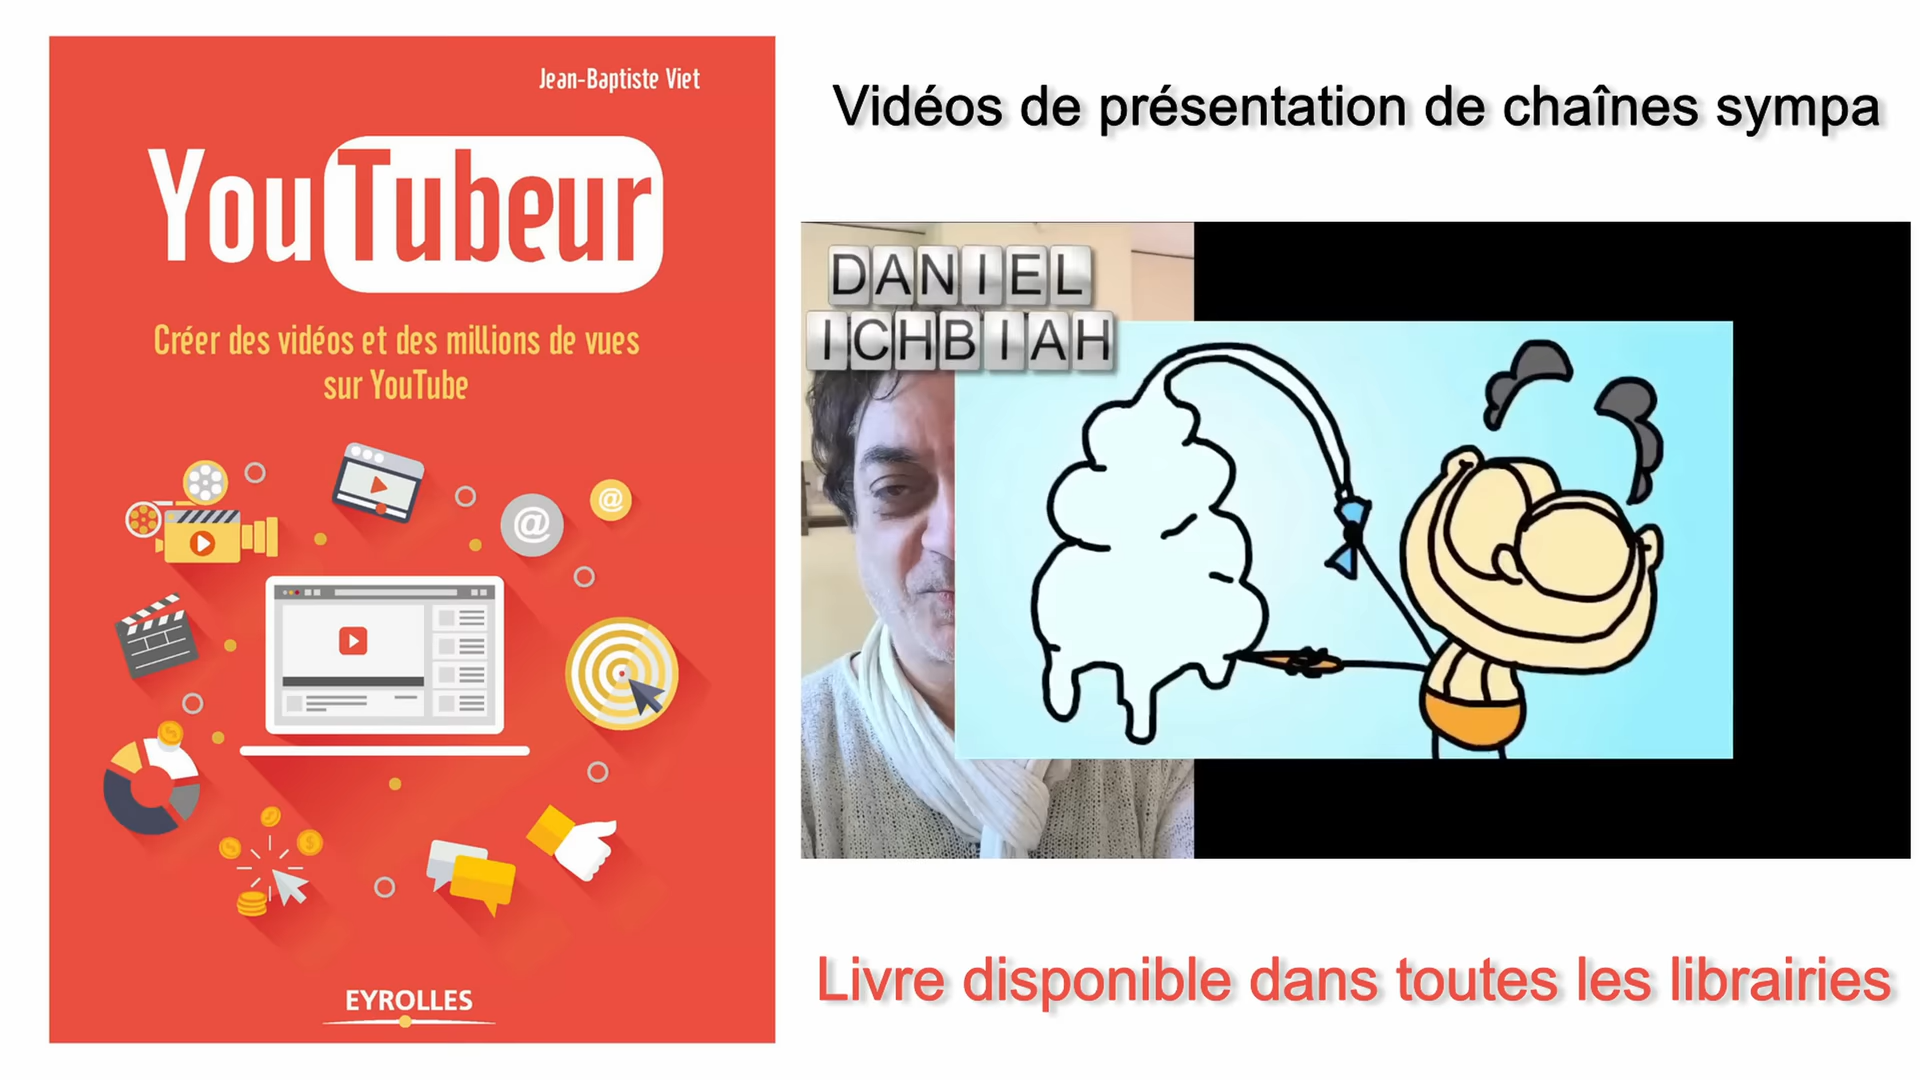 Jean-Baptiste Viet
YouTubeur
Créer des vidéos et des millions de vues
sur YouTube
@
@
EYROLLES
Vidéos de présentation de chaînes sympa
DANIEL
ICHBIAH
Livre disponible dans toutes les librairies